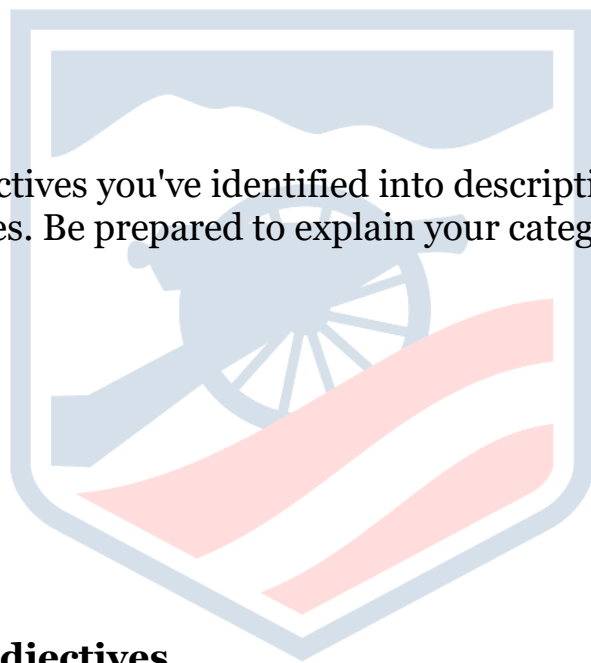 ctives you've identified into descripti
es. Be prepared to explain your categ
djectives